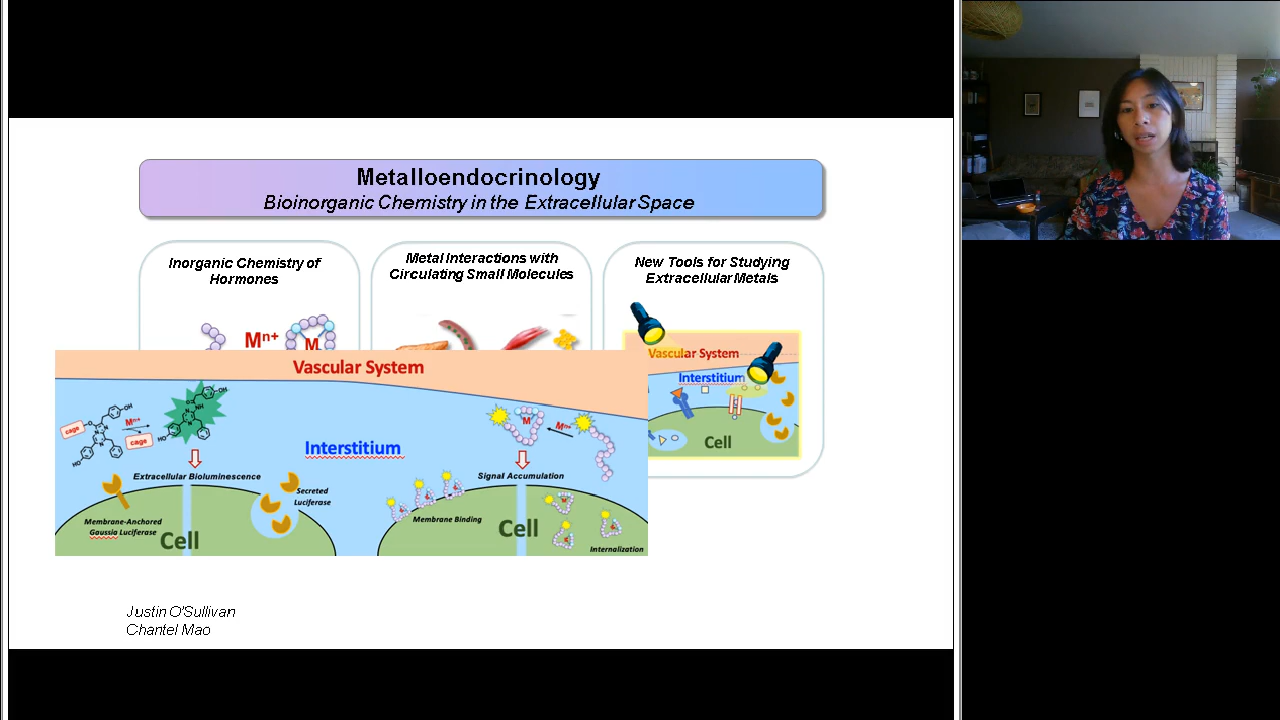 Metalloendocrinology
Bioinorganic Chemistry in the Extracellular Space
Inorganic Chemistry of
Hormones
Mⁿ⁺
M
Metal Interactions with
Circulating Small Molecules
New Tools for Studying
Extracellular Metals
Vascular System
Interstitium
Cell
Vascular System
Interstitium
cage
Mⁿ⁺
cage
Extracellular Bioluminescence
Membrane-Anchored
Gaussia Luciferase
Secreted
Luciferase
Cell
M
Mⁿ⁺
Signal Accumulation
Membrane Binding
Cell
Internalization
Justin O'Sullivan
Chantel Mao